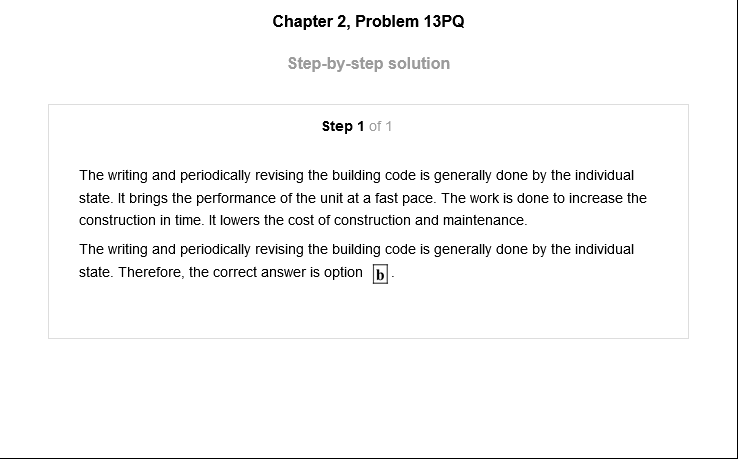 Chapter 2, Problem 13PQ
Step-by-step solution
Step 1 of 1
The writing and periodically revising the building code is generally done by the individual
state. It brings the performance of the unit at a fast pace. The work is done to increase the
construction in time. It lowers the cost of construction and maintenance.
The writing and periodically revising the building code is generally done by the individual
state. Therefore, the correct answer is option b.